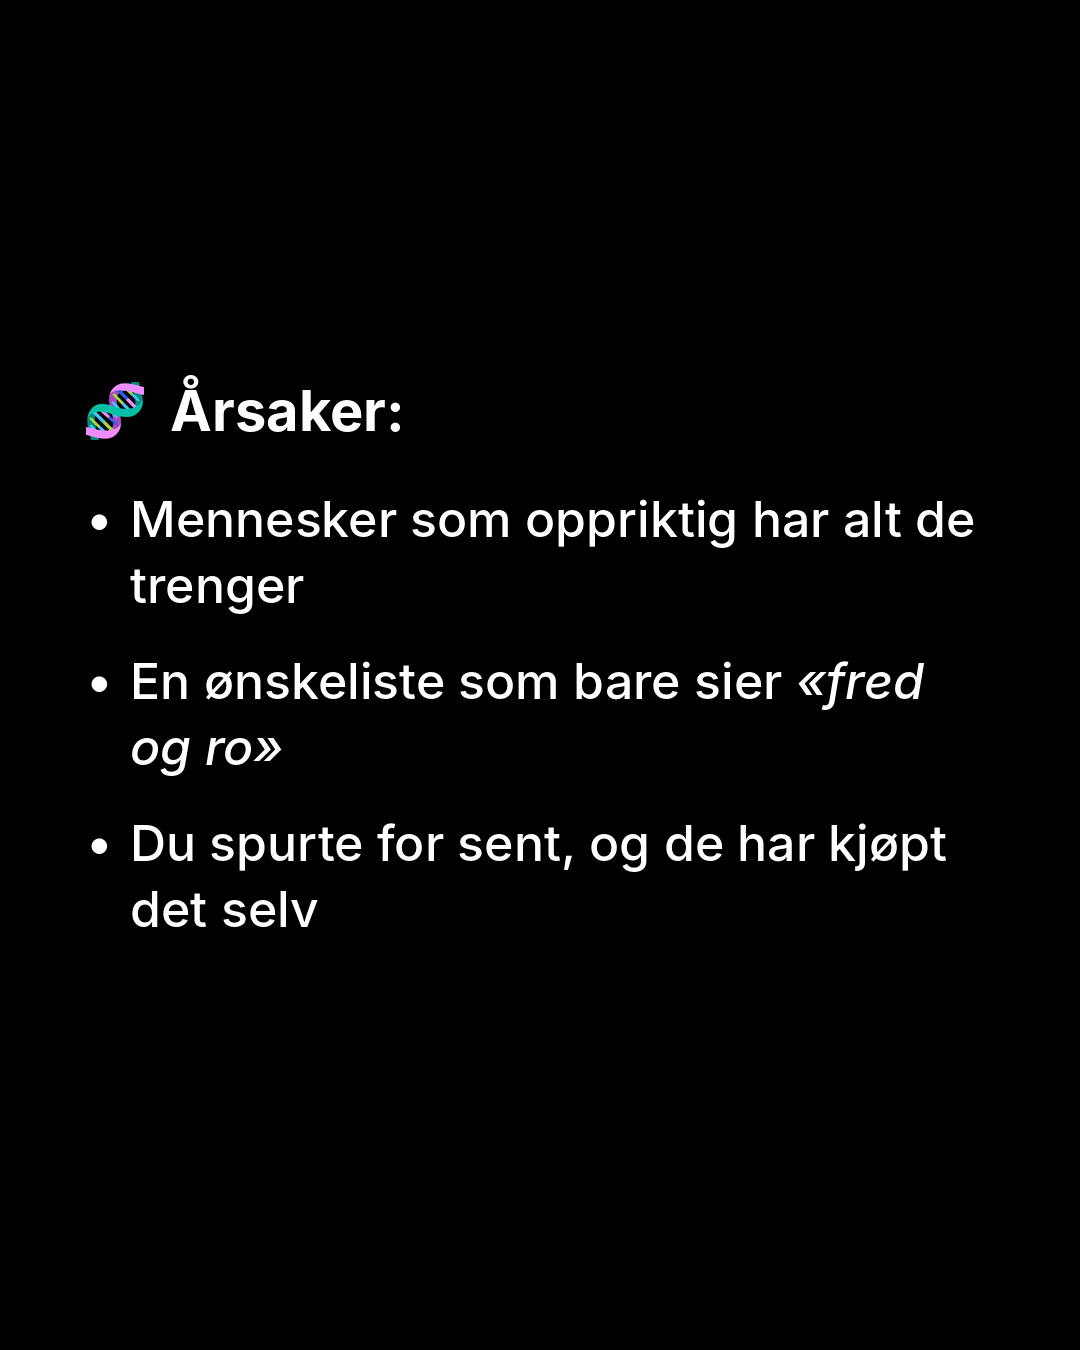 🧬 Årsaker:
• Mennesker som oppriktig har alt de
trenger
• En ønskeliste som bare sier «fred
og ro»
• Du spurte for sent, og de har kjøpt
det selv